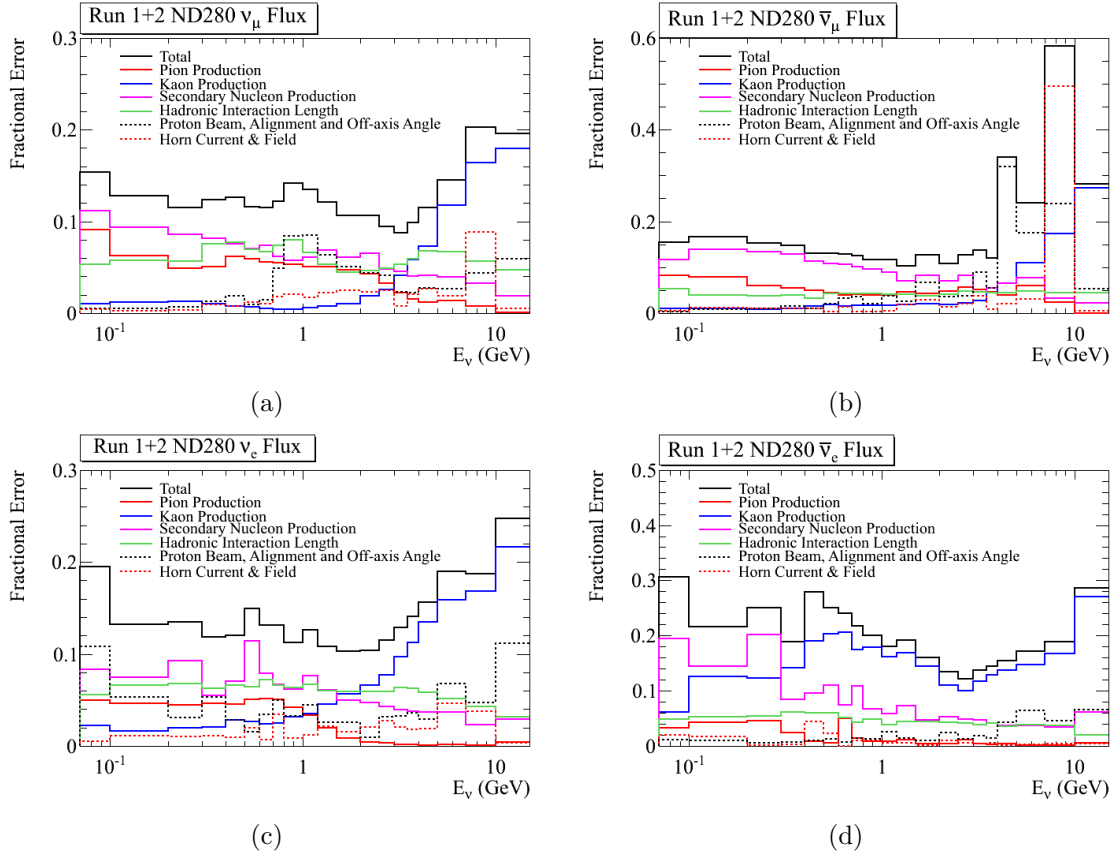 Run 1+2 ND280 ν_μ Flux
Fractional Error
0.3
0.2
0.1
0
Total
Pion Production
Kaon Production
Secondary Nucleon Production
Hadronic Interaction Length
Proton Beam, Alignment and Off-axis Angle
Horn Current & Field
10⁻¹ 1 10
E_ν (GeV)
(a)
Run 1+2 ND280 ν̅_μ Flux
Fractional Error
0.6
0.4
0.2
0
Total
Pion Production
Kaon Production
Secondary Nucleon Production
Hadronic Interaction Length
Proton Beam, Alignment and Off-axis Angle
Horn Current & Field
10⁻¹ 1 10
E_ν (GeV)
(b)
Run 1+2 ND280 ν_e Flux
Fractional Error
0.3
0.2
0.1
0
Total
Pion Production
Kaon Production
Secondary Nucleon Production
Hadronic Interaction Length
Proton Beam, Alignment and Off-axis Angle
Horn Current & Field
10⁻¹ 1 10
E_ν (GeV)
(c)
Run 1+2 ND280 ν̅_e Flux
Fractional Error
0.5
0.4
0.3
0.2
0.1
0
Total
Pion Production
Kaon Production
Secondary Nucleon Production
Hadronic Interaction Length
Proton Beam, Alignment and Off-axis Angle
Horn Current & Field
10⁻¹ 1 10
E_ν (GeV)
(d)